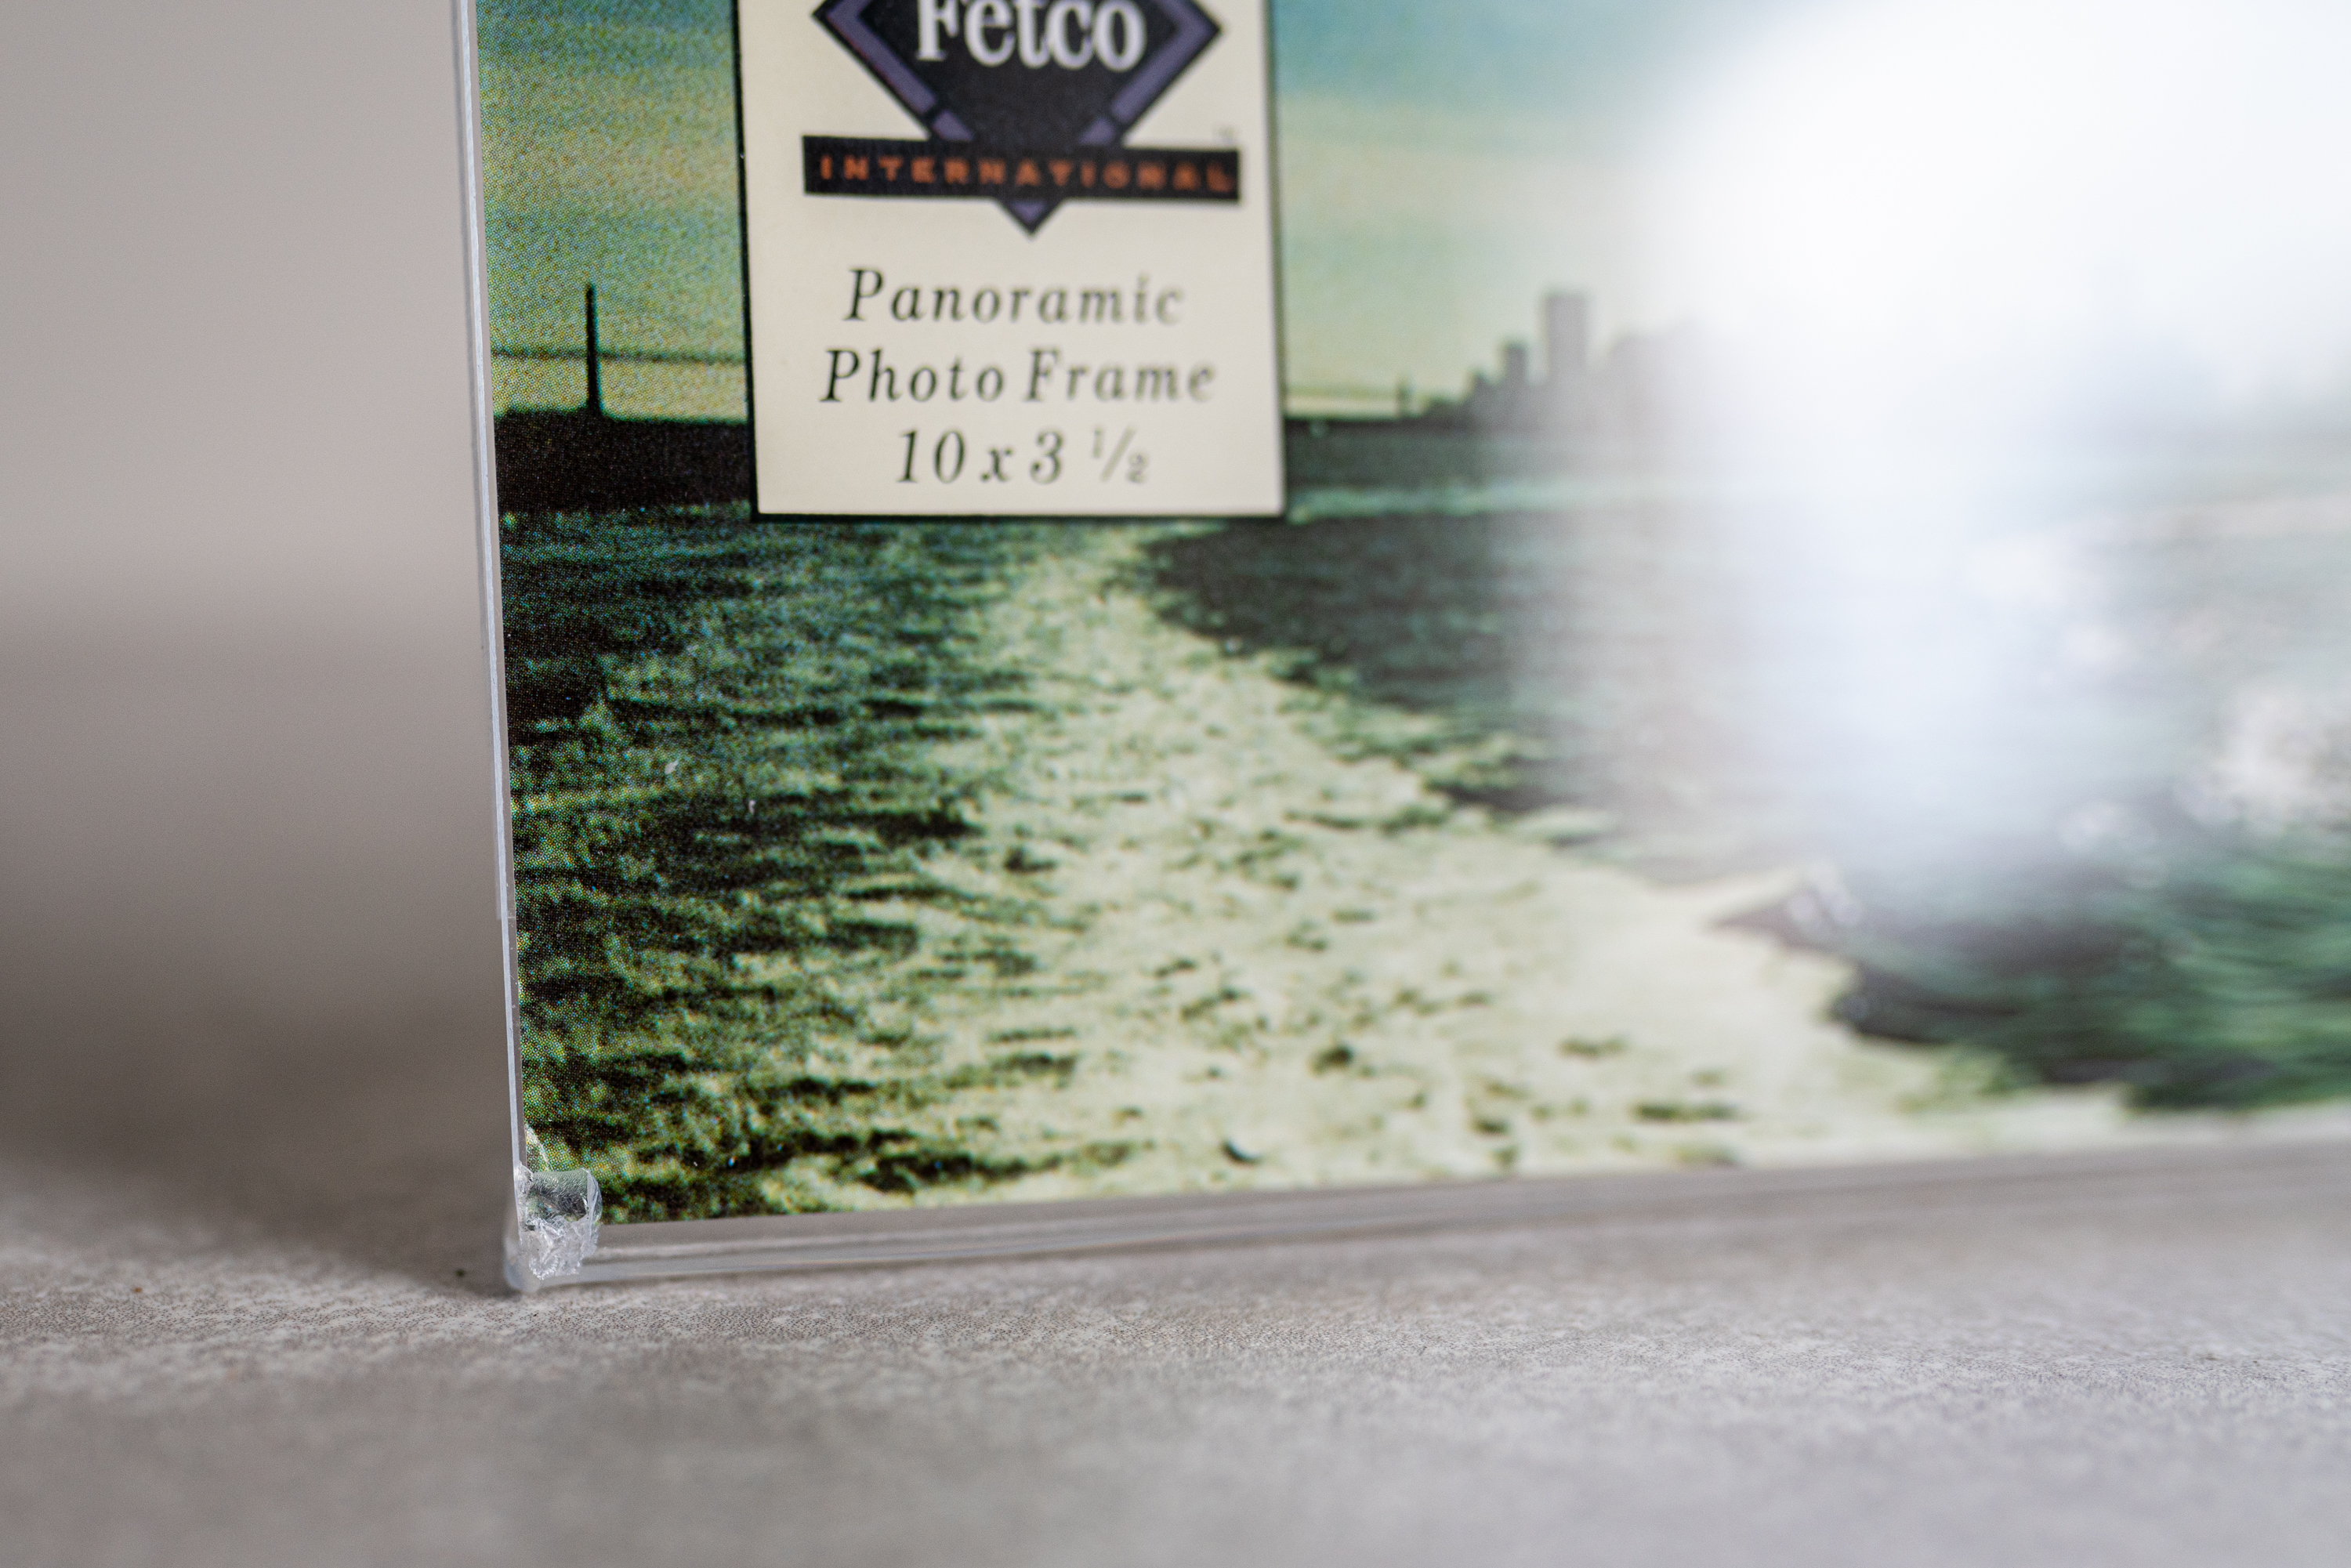 Fetco
INTERNATIONAL
Panoramic
Photo Frame
10 x 3 1/2